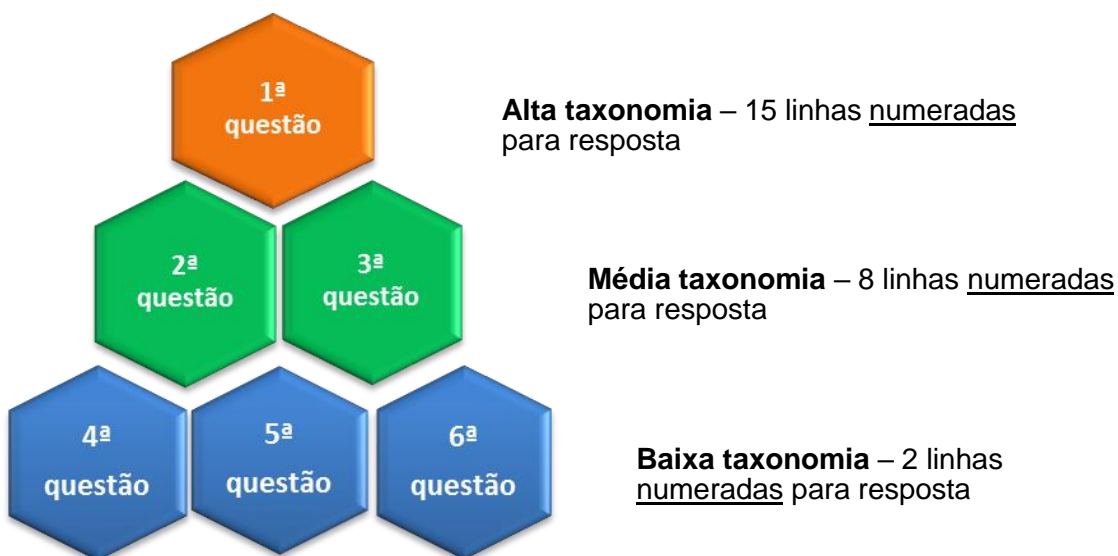 1ª
questão
Alta taxonomia – 15 linhas numeradas
para resposta
2ª
questão
3ª
questão
Média taxonomia – 8 linhas numeradas
para resposta
4ª
questão
5ª
questão
6ª
questão
Baixa taxonomia – 2 linhas
numeradas para resposta